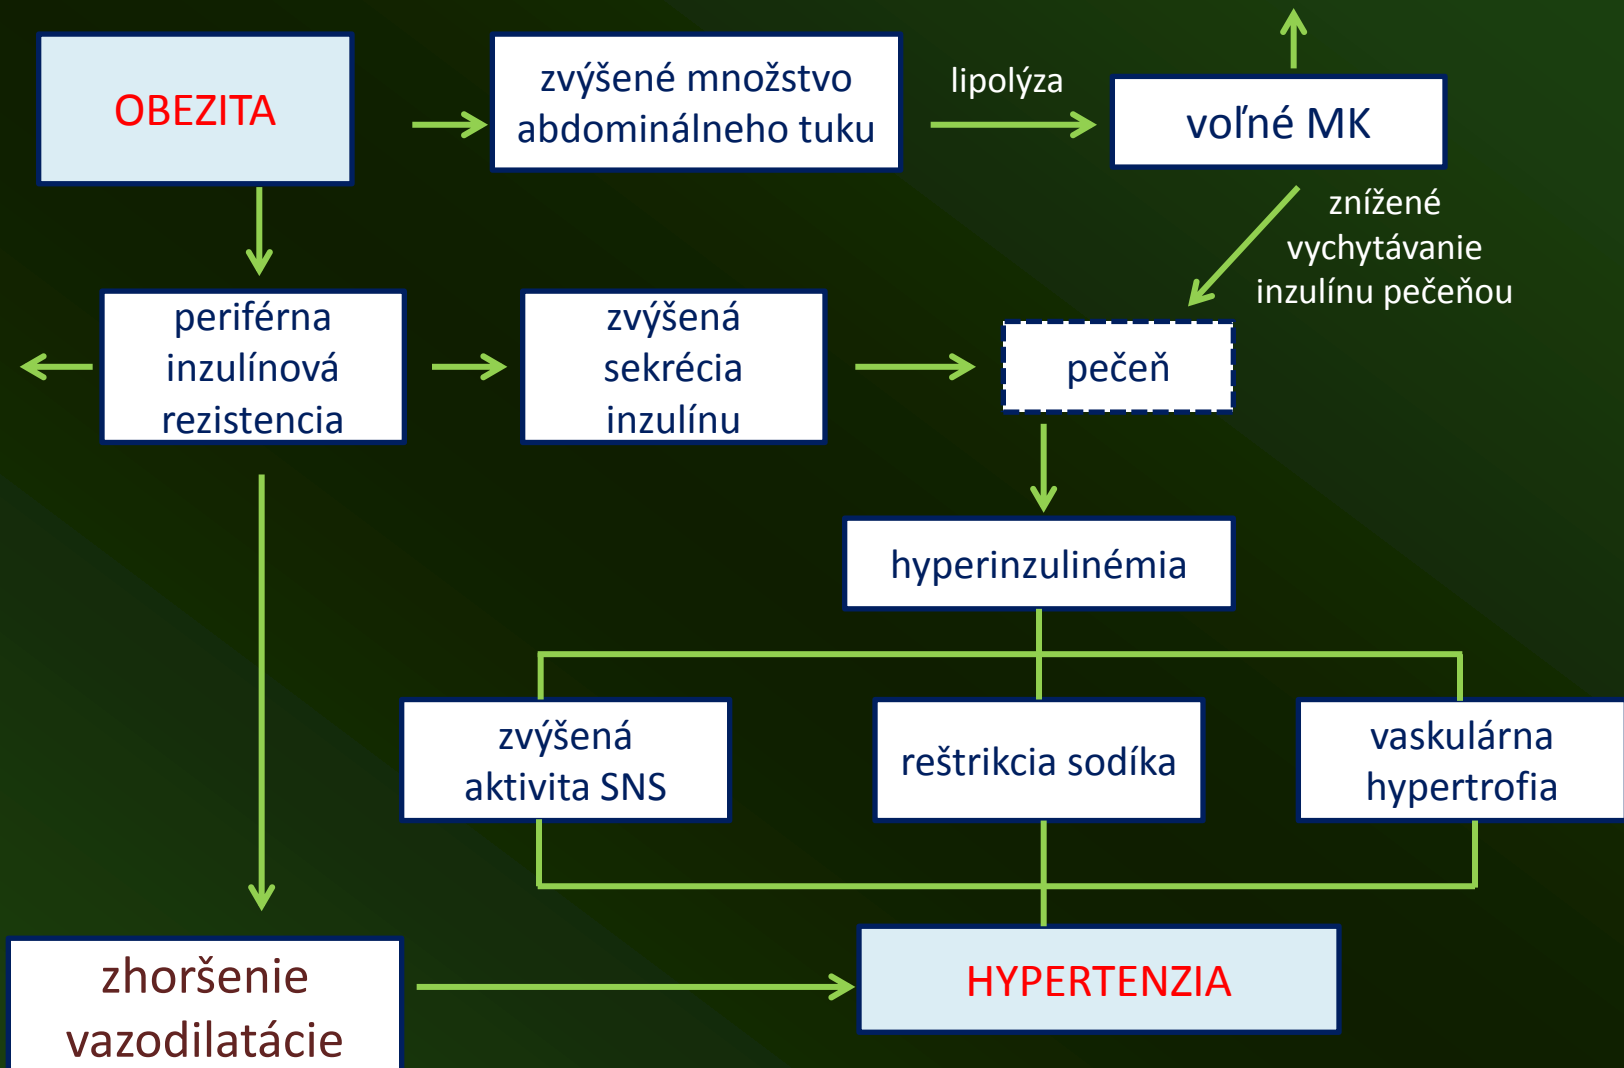 OBEZITA
zvýšené množstvo
abdominálneho tuku
lipolýza
voľné MK
znížené
vychytávanie
inzulínu pečeňou
periférna
inzulínová
rezistencia
zvýšená
sekrécia
inzulínu
pečeň
hyperinzulinémia
zvýšená
aktivita SNS
reštrikcia sodíka
vaskulárna
hypertrofia
zhoršenie
vazodilatácie
HYPERTENZIA